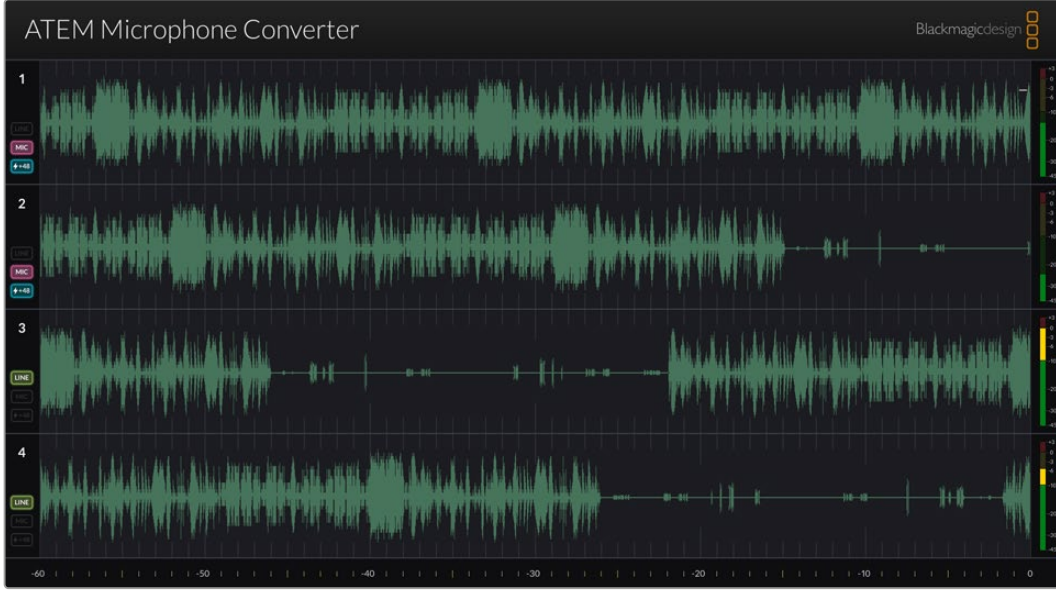 ATEM Microphone Converter
Blackmagicdesign
1
LINE
MIC
+48
2
LINE
MIC
+48
3
LINE
MIC
+48
4
LINE
MIC
+48
-60 -50 -40 -30 -20 -10 0